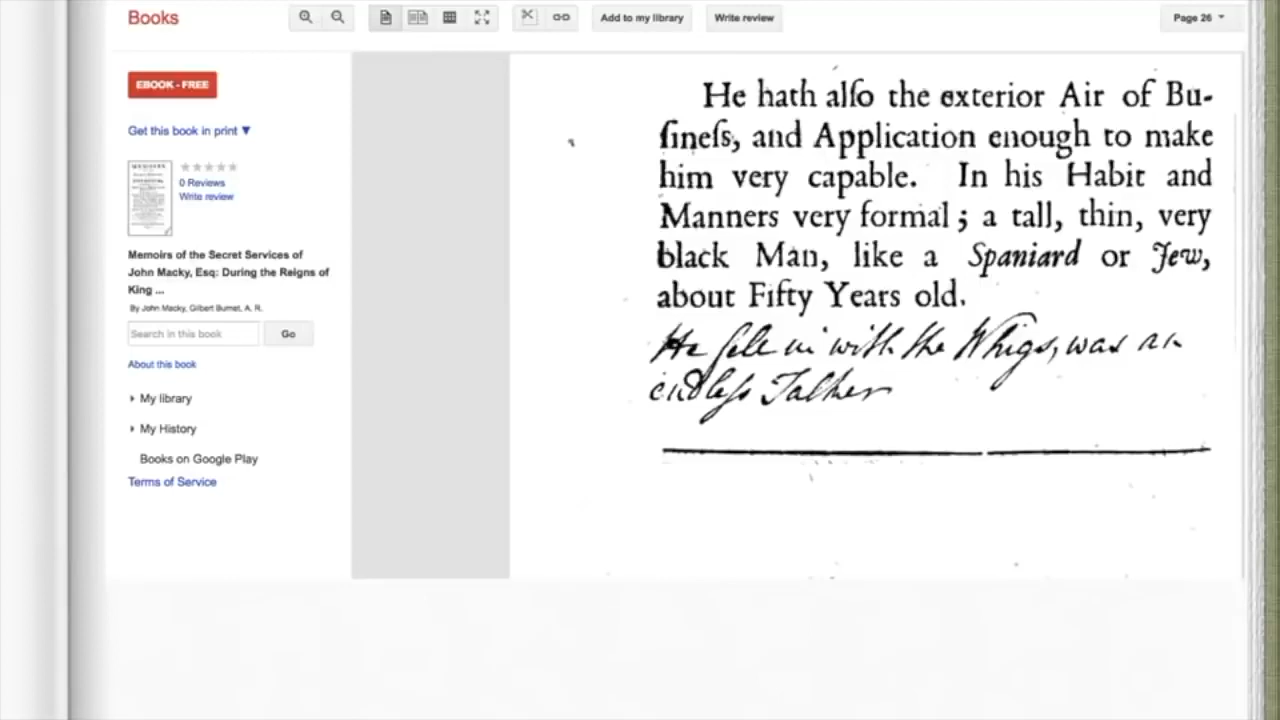 Books
Add to my library
Write review
Page 26
EBOOK - FREE
Get this book in print ▼
0 Reviews
Write review
Memoirs of the Secret Services of
John Macky, Esq: During the Reigns of
King ...
By John Macky, Gilbert Burnet, A. R.
Search in this book
Go
About this book
My library
My History
Books on Google Play
Terms of Service
He hath alſo the exterior Air of Bu-
ſineſs, and Application enough to make
him very capable. In his Habit and
Manners very formal; a tall, thin, very
black Man, like a Spaniard or Jew,
about Fifty Years old.
He fell in with the Whigs, was an
endleſs Talker